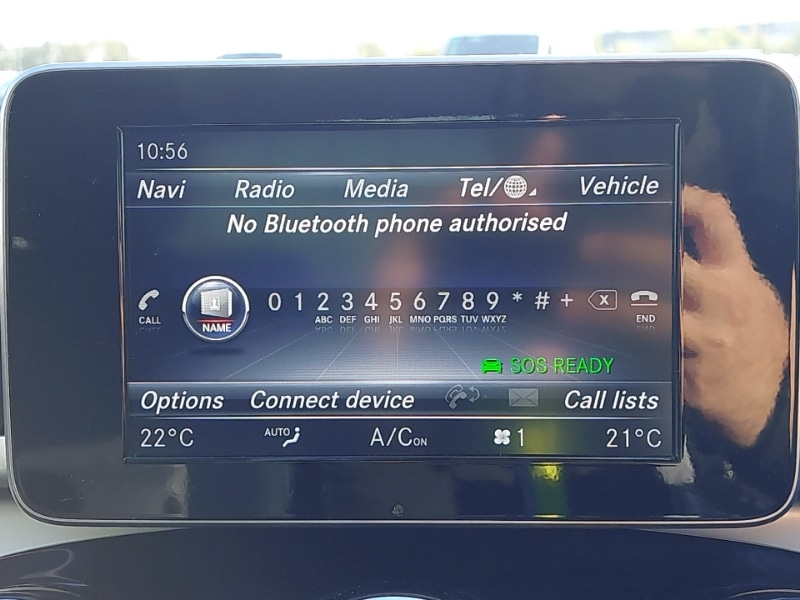 10:56
Navi Radio Media Tel/ Vehicle
No Bluetooth phone authorised
0 1 2 3 4 5 6 7 8 9 * # + X
CALL NAME ABC DEF GHI JKL MNO PQRS TUV WXYZ END
SOS READY
Options Connect device Call lists
22°C AUTO A/C ON 1 21°C